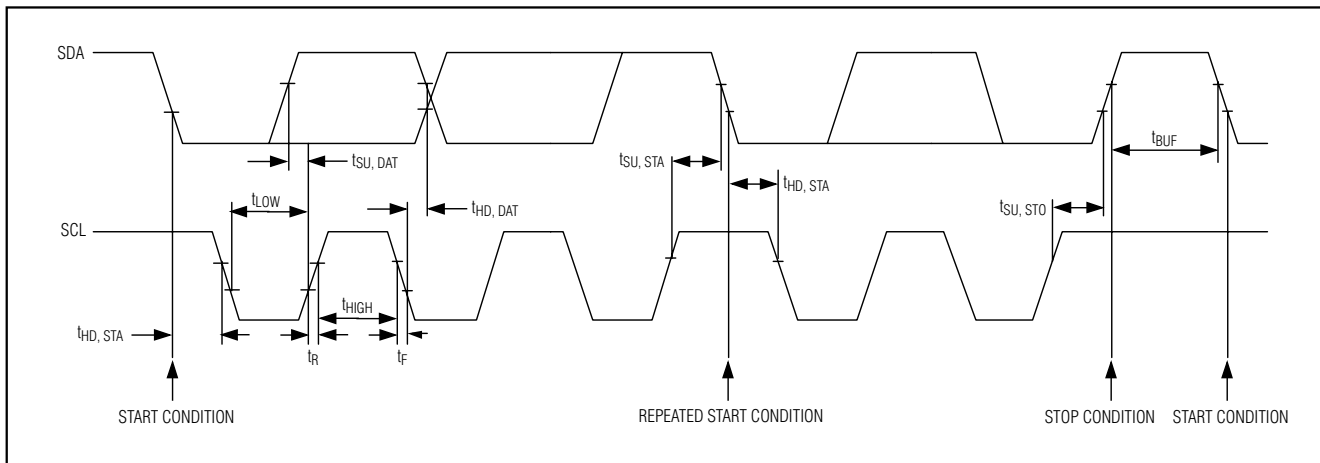 SDA
tSU, DAT
tSU, STA
tBUF
tHD, STA
tLOW
tHD, DAT
tSU, STO
SCL
tHIGH
tHD, STA
tR
tF
START CONDITION
REPEATED START CONDITION
STOP CONDITION
START CONDITION